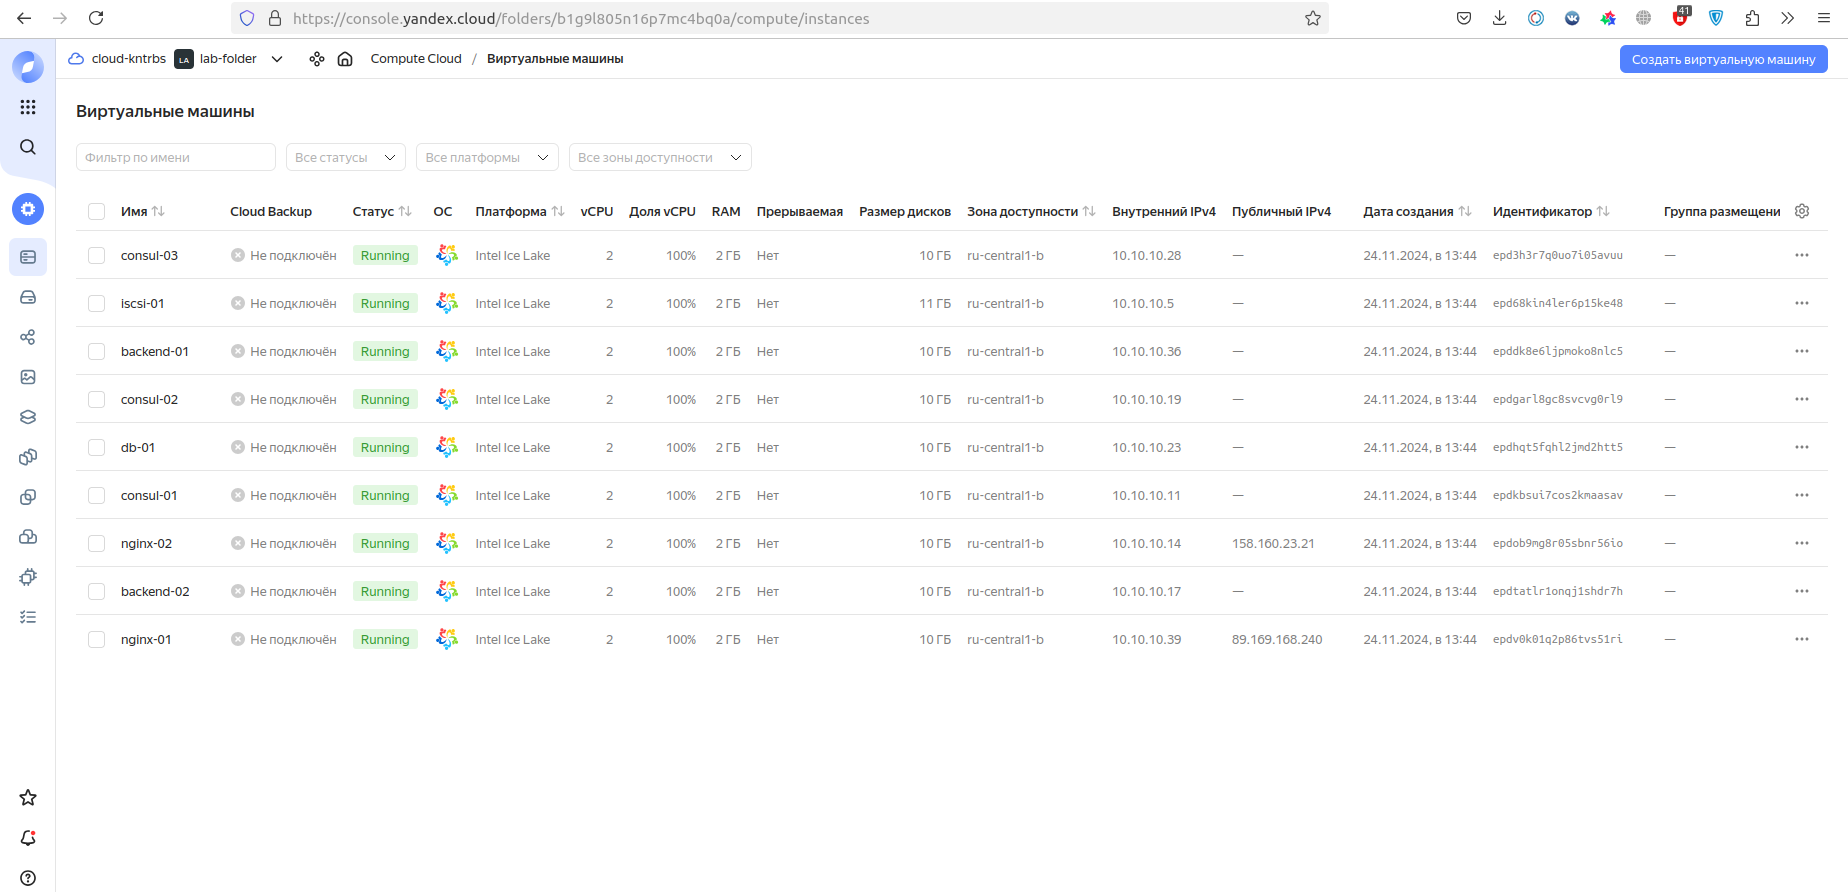 https://console.yandex.cloud/folders/b1g9l805n16p7mc4bq0a/compute/instances
41
cloud-kntrbs LA lab-folder Compute Cloud / Виртуальные машины Создать виртуальную машину
Виртуальные машины
Фильтр по имени Все статусы Все платформы Все зоны доступности
Имя Cloud Backup Статус ОС Платформа vCPU Доля vCPU RAM Прерываемая Размер дисков Зона доступности Внутренний IPv4 Публичный IPv4 Дата создания Идентификатор Группа размещени
consul-03 Не подключён Running Intel Ice Lake 2 100% 2 ГБ Нет 10 ГБ ru-central1-b 10.10.10.28 — 24.11.2024, в 13:44 epd3h3r7q0uo7i05avuu —
iscsi-01 Не подключён Running Intel Ice Lake 2 100% 2 ГБ Нет 11 ГБ ru-central1-b 10.10.10.5 — 24.11.2024, в 13:44 epd68kin4ler6p15ke48 —
backend-01 Не подключён Running Intel Ice Lake 2 100% 2 ГБ Нет 10 ГБ ru-central1-b 10.10.10.36 — 24.11.2024, в 13:44 epddk8e6ljpmoko8nlc5 —
consul-02 Не подключён Running Intel Ice Lake 2 100% 2 ГБ Нет 10 ГБ ru-central1-b 10.10.10.19 — 24.11.2024, в 13:44 epdgarl8gc8svcvg0rl9 —
db-01 Не подключён Running Intel Ice Lake 2 100% 2 ГБ Нет 10 ГБ ru-central1-b 10.10.10.23 — 24.11.2024, в 13:44 epdhqt5fqhl2jmd2htt5 —
consul-01 Не подключён Running Intel Ice Lake 2 100% 2 ГБ Нет 10 ГБ ru-central1-b 10.10.10.11 — 24.11.2024, в 13:44 epdkbsui7cos2kmaasav —
nginx-02 Не подключён Running Intel Ice Lake 2 100% 2 ГБ Нет 10 ГБ ru-central1-b 10.10.10.14 158.160.23.21 24.11.2024, в 13:44 epdob9mg8r05sbnr56io —
backend-02 Не подключён Running Intel Ice Lake 2 100% 2 ГБ Нет 10 ГБ ru-central1-b 10.10.10.17 — 24.11.2024, в 13:44 epdtatlr1onqj1shdr7h —
nginx-01 Не подключён Running Intel Ice Lake 2 100% 2 ГБ Нет 10 ГБ ru-central1-b 10.10.10.39 89.169.168.240 24.11.2024, в 13:44 epdv0k01q2p86tvs51ri —